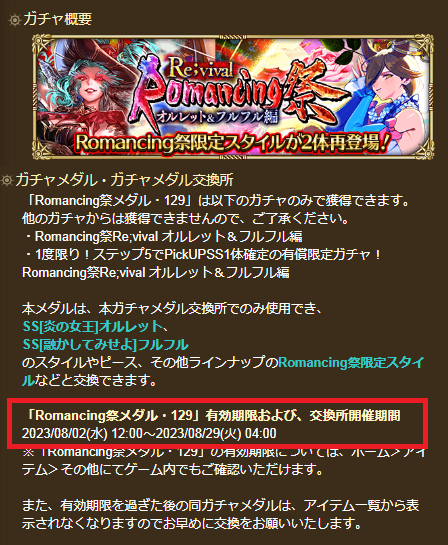 ガチャ概要
Re;vival
Romancing祭
オルレット&フルフル編
Romancing祭限定スタイルが2体再登場!
ガチャメダル・ガチャメダル交換所
「Romancing祭メダル・129」は以下のガチャのみで獲得できます。
他のガチャからは獲得できませんので、ご了承ください。
・Romancing祭Re;vival オルレット＆フルフル編
・1度限り！ステップ5でPickUPSS1体確定の有償限定ガチャ！
Romancing祭Re;vival オルレット＆フルフル編
本メダルは、本ガチャメダル交換所でのみ使用でき、
SS[炎の女王]オルレット、
SS[融かしてみせよ]フルフル
のスタイルやピース、その他ラインナップのRomancing祭限定スタイ
ルなどと交換できます。
「Romancing祭メダル・129」有効期限および、交換所開催期間
2023/08/02(水) 12:00～2023/08/29(火) 04:00
※「Romancing祭メダル・129」の有効期限については、ホーム＞アイ
テム＞その他にてゲーム内でもご確認いただけます。
また、有効期限を過ぎた後の同ガチャメダルは、アイテム一覧から表
示されなくなりますのでお早めに交換をお願いいたします。